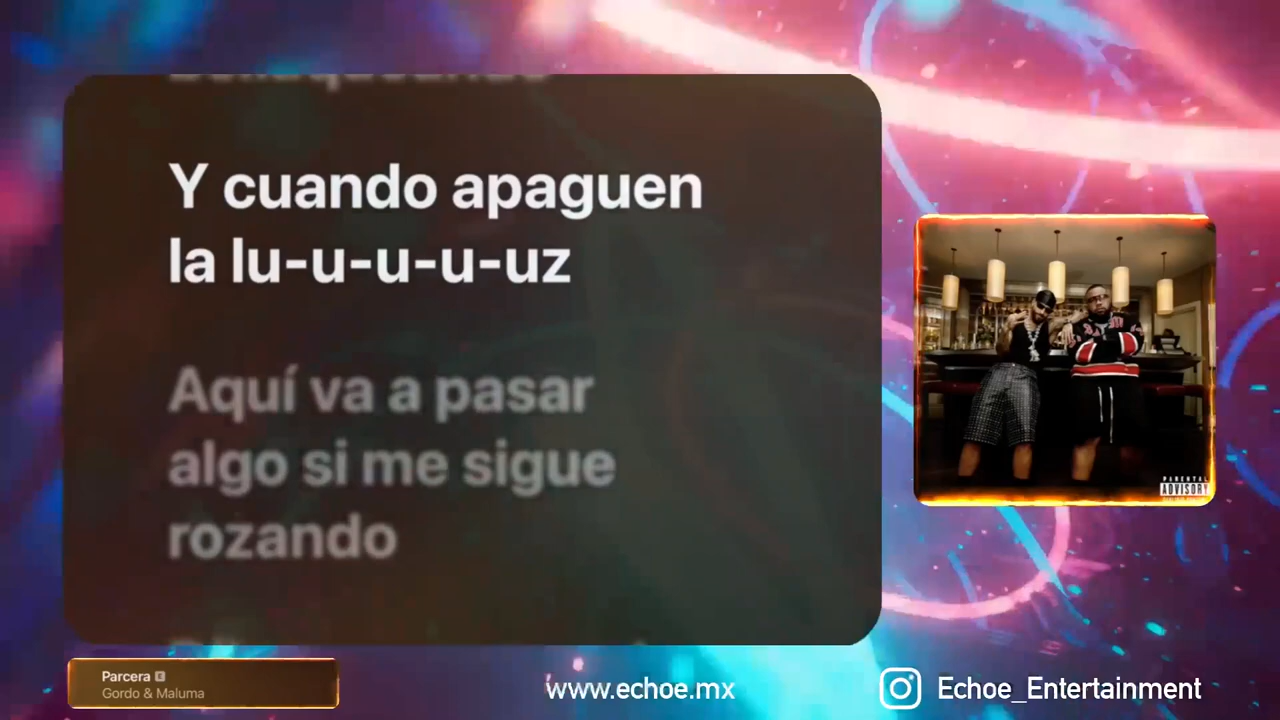 Y cuando apaguen
la lu-u-u-u-uz
Aquí va a pasar
algo si me sigue
rozando
PARENTAL
ADVISORY
Parcera E
Gordo & Maluma
www.echoe.mx
Echoe_Entertainment